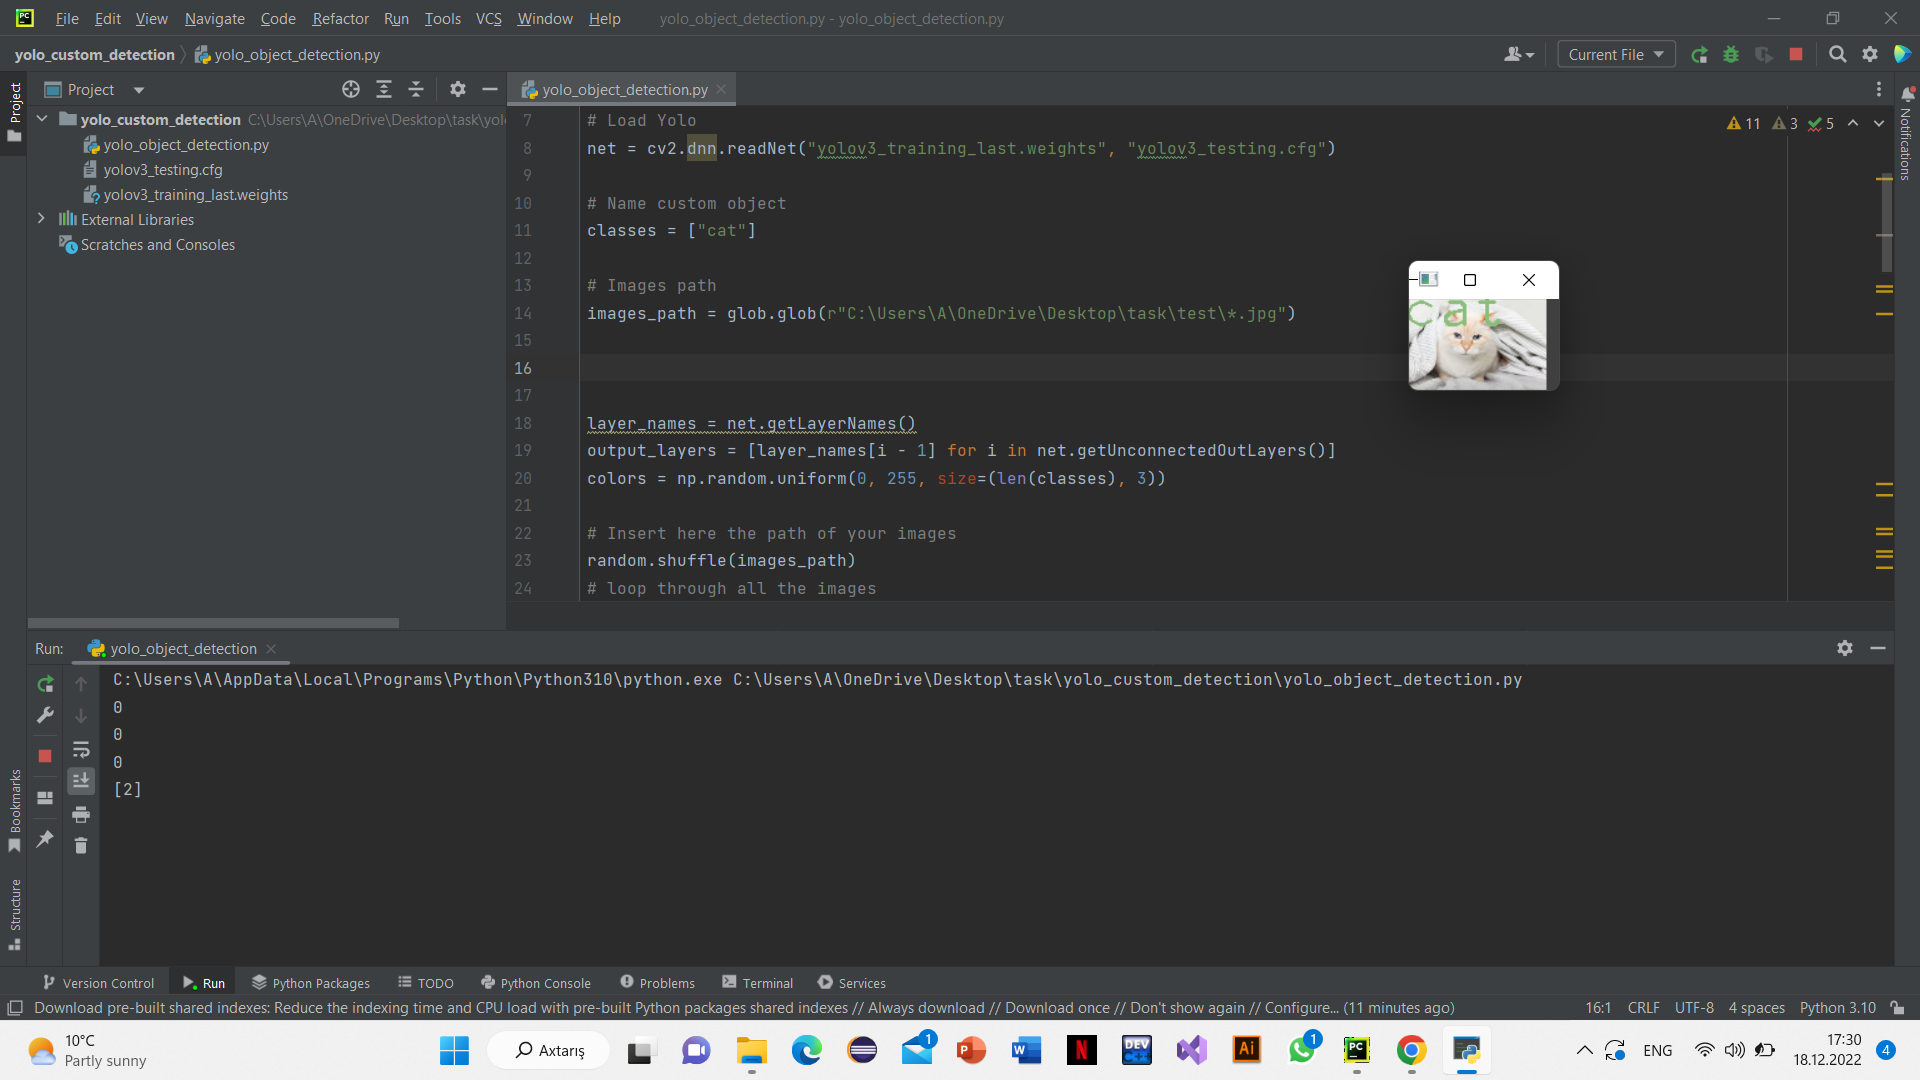 File Edit View Navigate Code Refactor Run Tools VCS Window Help yolo_object_detection.py - yolo_object_detection.py
yolo_custom_detection yolo_object_detection.py
Current File
Project
yolo_object_detection.py
yolo_custom_detection C:\Users\A\OneDrive\Desktop\task\yol
yolo_object_detection.py
yolov3_testing.cfg
yolov3_training_last.weights
External Libraries
Scratches and Consoles
Project
Bookmarks
Structure
Notifications
11 3 5
7 # Load Yolo
8 net = cv2.dnn.readNet("yolov3_training_last.weights", "yolov3_testing.cfg")
9
10 # Name custom object
11 classes = ["cat"]
12
13 # Images path
14 images_path = glob.glob(r"C:\Users\A\OneDrive\Desktop\task\test\*.jpg")
15
16
17
18 layer_names = net.getLayerNames()
19 output_layers = [layer_names[i - 1] for i in net.getUnconnectedOutLayers()]
20 colors = np.random.uniform(0, 255, size=(len(classes), 3))
21
22 # Insert here the path of your images
23 random.shuffle(images_path)
24 # loop through all the images
cat
Run: yolo_object_detection
C:\Users\A\AppData\Local\Programs\Python\Python310\python.exe C:\Users\A\OneDrive\Desktop\task\yolo_custom_detection\yolo_object_detection.py
0
0
0
[2]
Version Control Run Python Packages TODO Python Console Problems Terminal Services
Download pre-built shared indexes: Reduce the indexing time and CPU load with pre-built Python packages shared indexes // Always download // Download once // Don't show again // Configure... (11 minutes ago) 16:1 CRLF UTF-8 4 spaces Python 3.10
10°C
Partly sunny
Axtarış
1
1
ENG
17:30
18.12.2022
4